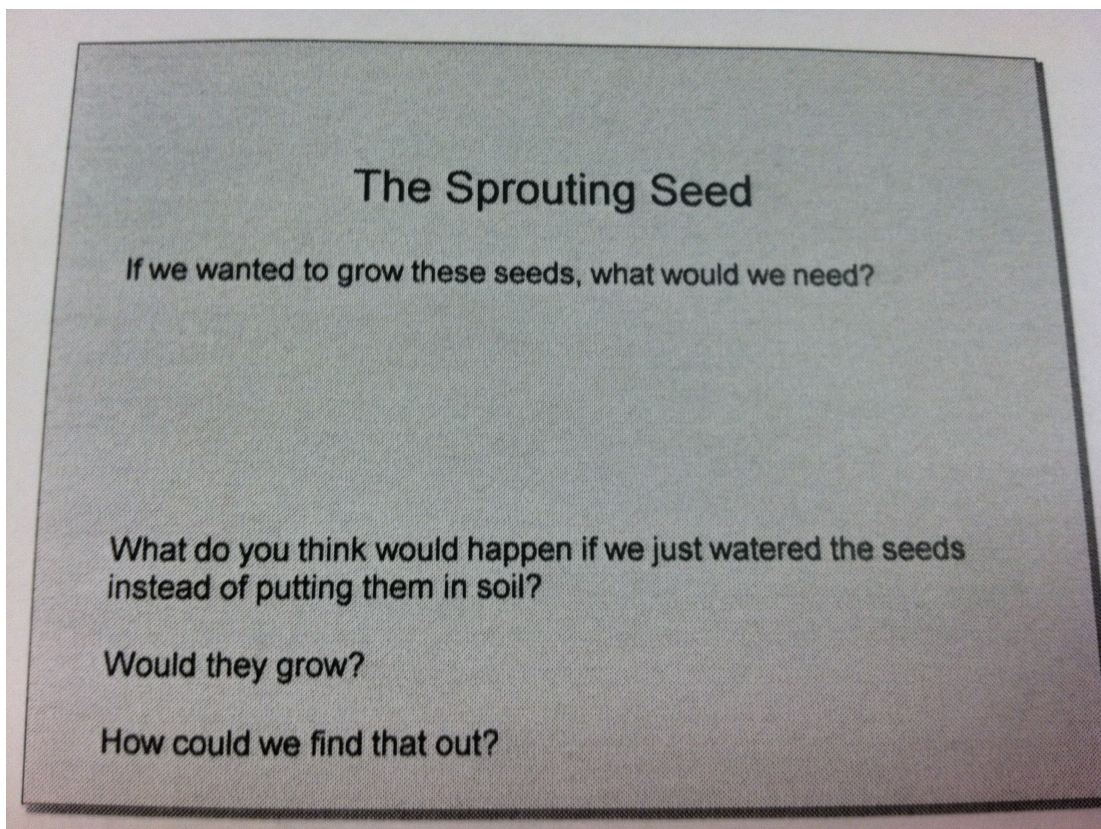 The Sprouting Seed
If we wanted to grow these seeds, what would we need?
What do you think would happen if we just watered the seeds
instead of putting them in soil?
Would they grow?
How could we find that out?